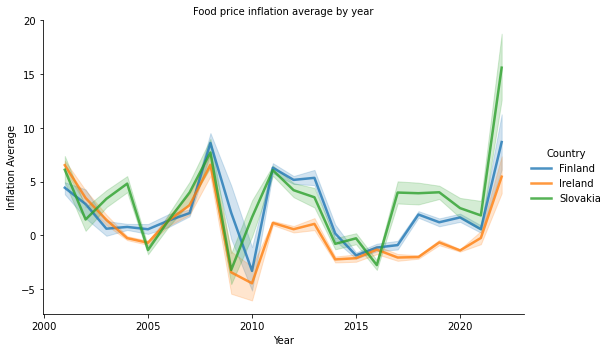 Food price inflation average by year
20
15
10
5
0
−5
Inflation Average
2000
2005
2010
2015
2020
Year
Country
Finland
Ireland
Slovakia